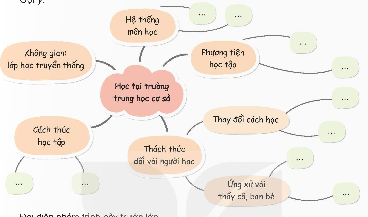 Gợi ý:
Hệ thống
môn học
...
...
Không gian:
lớp học truyền thống
Phương tiện
học tập
...
...
Học tại trường
trung học cơ sở
Cách thức
học tập
...
...
Thách thức
đối với người học
Thay đổi cách học
...
...
Ứng xử với
thầy cô, bạn bè
...
...